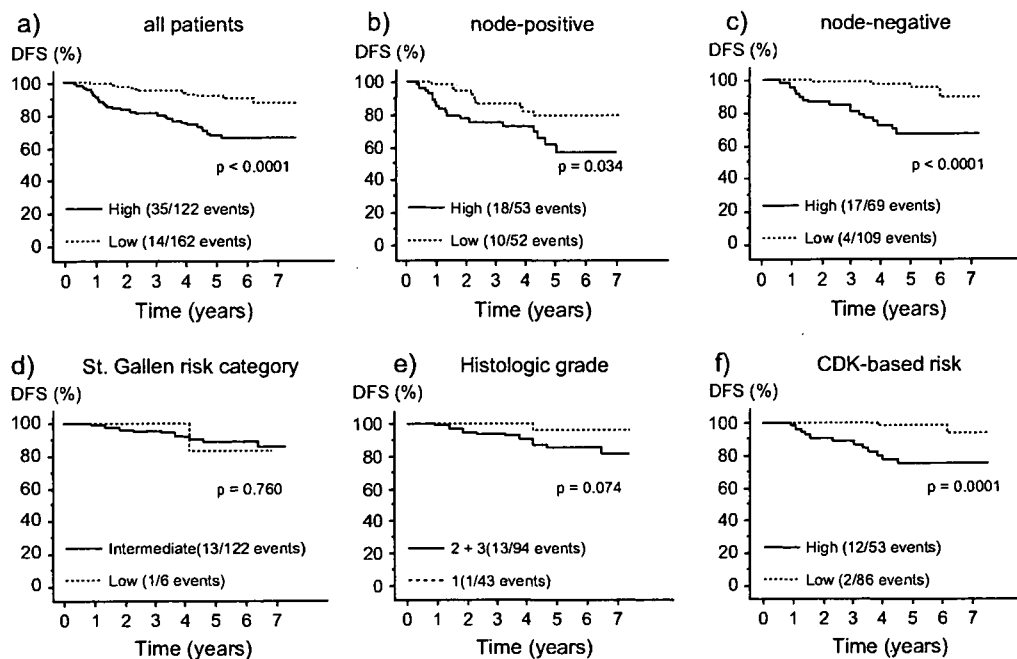 a) all patients
DFS (%)
100
80
60
40
20
0
p < 0.0001
High (35/122 events)
Low (14/162 events)
0 1 2 3 4 5 6 7
Time (years)
b) node-positive
DFS (%)
100
80
60
40
20
0
p = 0.034
High (18/53 events)
Low (10/52 events)
0 1 2 3 4 5 6 7
Time (years)
c) node-negative
DFS (%)
100
80
60
40
20
0
p < 0.0001
High (17/69 events)
Low (4/109 events)
0 1 2 3 4 5 6 7
Time (years)
d) St. Gallen risk category
DFS (%)
100
80
60
40
20
0
p = 0.760
Intermediate(13/122 events)
Low (1/6 events)
0 1 2 3 4 5 6 7
Time (years)
e) Histologic grade
DFS (%)
100
80
60
40
20
0
p = 0.074
2 + 3(13/94 events)
1(1/43 events)
0 1 2 3 4 5 6 7
Time (years)
f) CDK-based risk
DFS (%)
100
80
60
40
20
0
p = 0.0001
High (12/53 events)
Low (2/86 events)
0 1 2 3 4 5 6 7
Time (years)